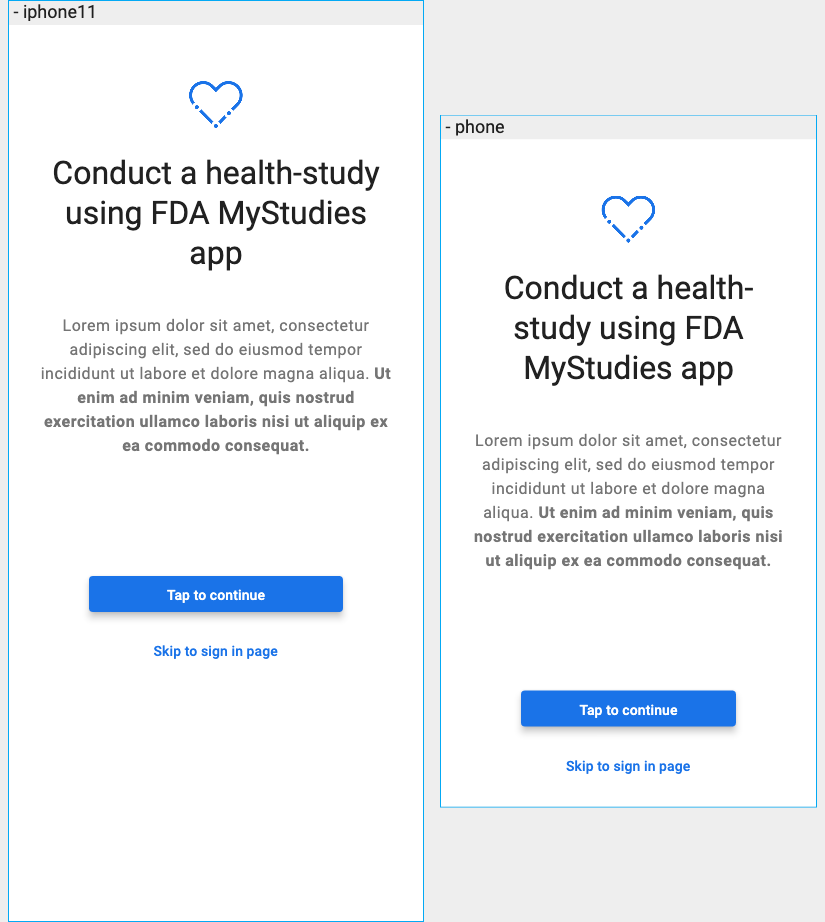 - iphone11
Conduct a health-study
using FDA MyStudies
app
Lorem ipsum dolor sit amet, consectetur
adipiscing elit, sed do eiusmod tempor
incididunt ut labore et dolore magna aliqua. Ut
enim ad minim veniam, quis nostrud
exercitation ullamco laboris nisi ut aliquip ex
ea commodo consequat.
Tap to continue
Skip to sign in page
- phone
Conduct a health-
study using FDA
MyStudies app
Lorem ipsum dolor sit amet, consectetur
adipiscing elit, sed do eiusmod tempor
incididunt ut labore et dolore magna
aliqua. Ut enim ad minim veniam, quis
nostrud exercitation ullamco laboris nisi
ut aliquip ex ea commodo consequat.
Tap to continue
Skip to sign in page